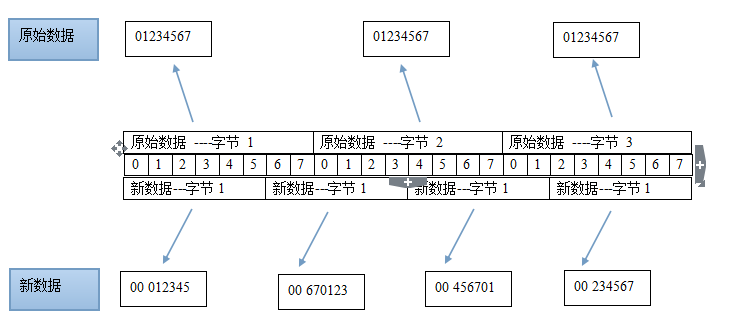 原始数据
01234567
01234567
01234567
原始数据 ----字节 1
原始数据 ----字节 2
原始数据 ----字节 3
0 1 2 3 4 5 6 7 0 1 2 3 4 5 6 7 0 1 2 3 4 5 6 7
新数据---字节 1
新数据---字节 1
新数据---字节 1
新数据---字节 1
新数据
00 012345
00 670123
00 456701
00 234567